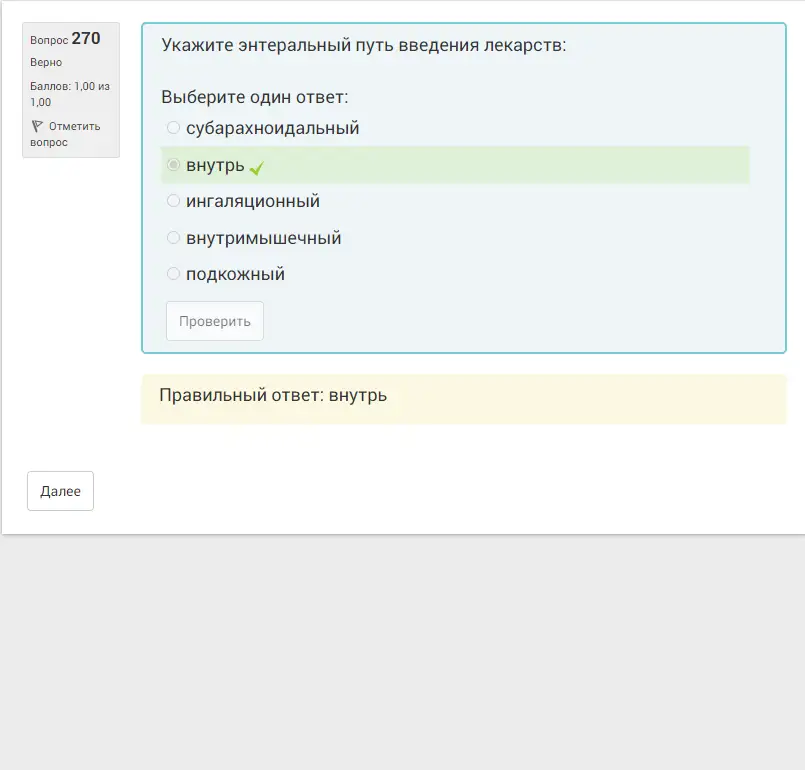 Вопрос 270
Верно
Баллов: 1,00 из
1,00
Отметить
вопрос
Укажите энтеральный путь введения лекарств:
Выберите один ответ:
субарахноидальный
внутрь
ингаляционный
внутримышечный
подкожный
Проверить
Правильный ответ: внутрь
Далее